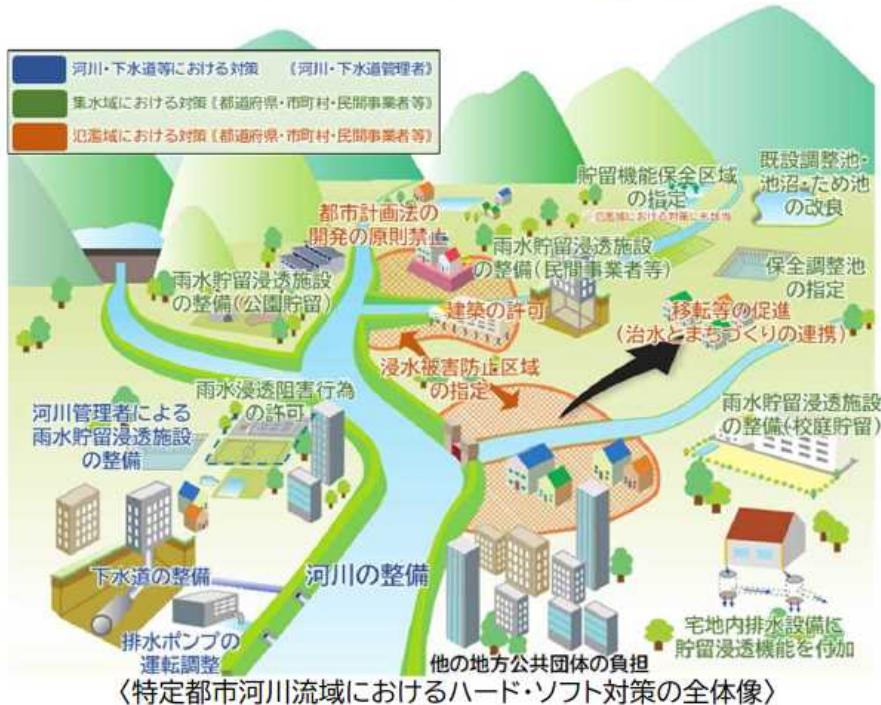 河川・下水道等における対策 《河川・下水道管理者》
集水域における対策《都道府県・市町村・民間事業者等》
氾濫域における対策《都道府県・市町村・民間事業者等》
貯留機能保全区域
の指定
※氾濫域における対策にも該当
既設調整池・
池沼・ため池
の改良
都市計画法の
開発の原則禁止
雨水貯留浸透施設
の整備(民間事業者等)
雨水貯留浸透施設
の整備(公園貯留)
保全調整池
の指定
建築の許可
移転等の促進
(治水とまちづくりの連携)
浸水被害防止区域
の指定
雨水浸透阻害行為
の許可
河川管理者による
雨水貯留浸透施設
の整備
雨水貯留浸透施設
の整備(校庭貯留)
下水道の整備
河川の整備
排水ポンプの
運転調整
宅地内排水設備に
貯留浸透機能を付加
他の地方公共団体の負担
〈特定都市河川流域におけるハード・ソフト対策の全体像〉